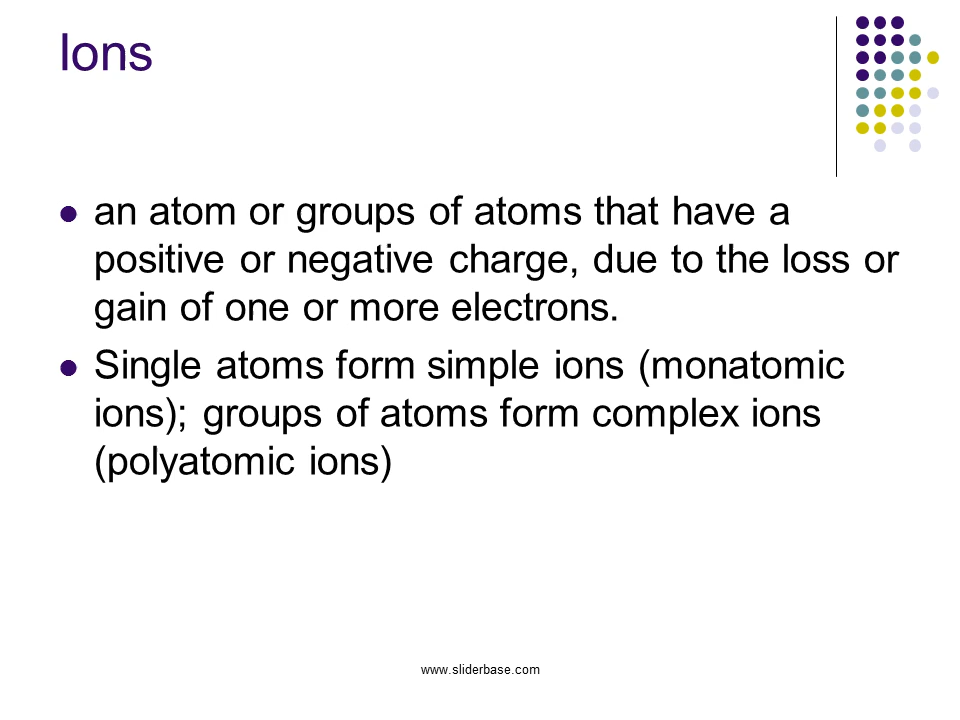 Ions
an atom or groups of atoms that have a
positive or negative charge, due to the loss or
gain of one or more electrons.
Single atoms form simple ions (monatomic
ions); groups of atoms form complex ions
(polyatomic ions)
www.sliderbase.com